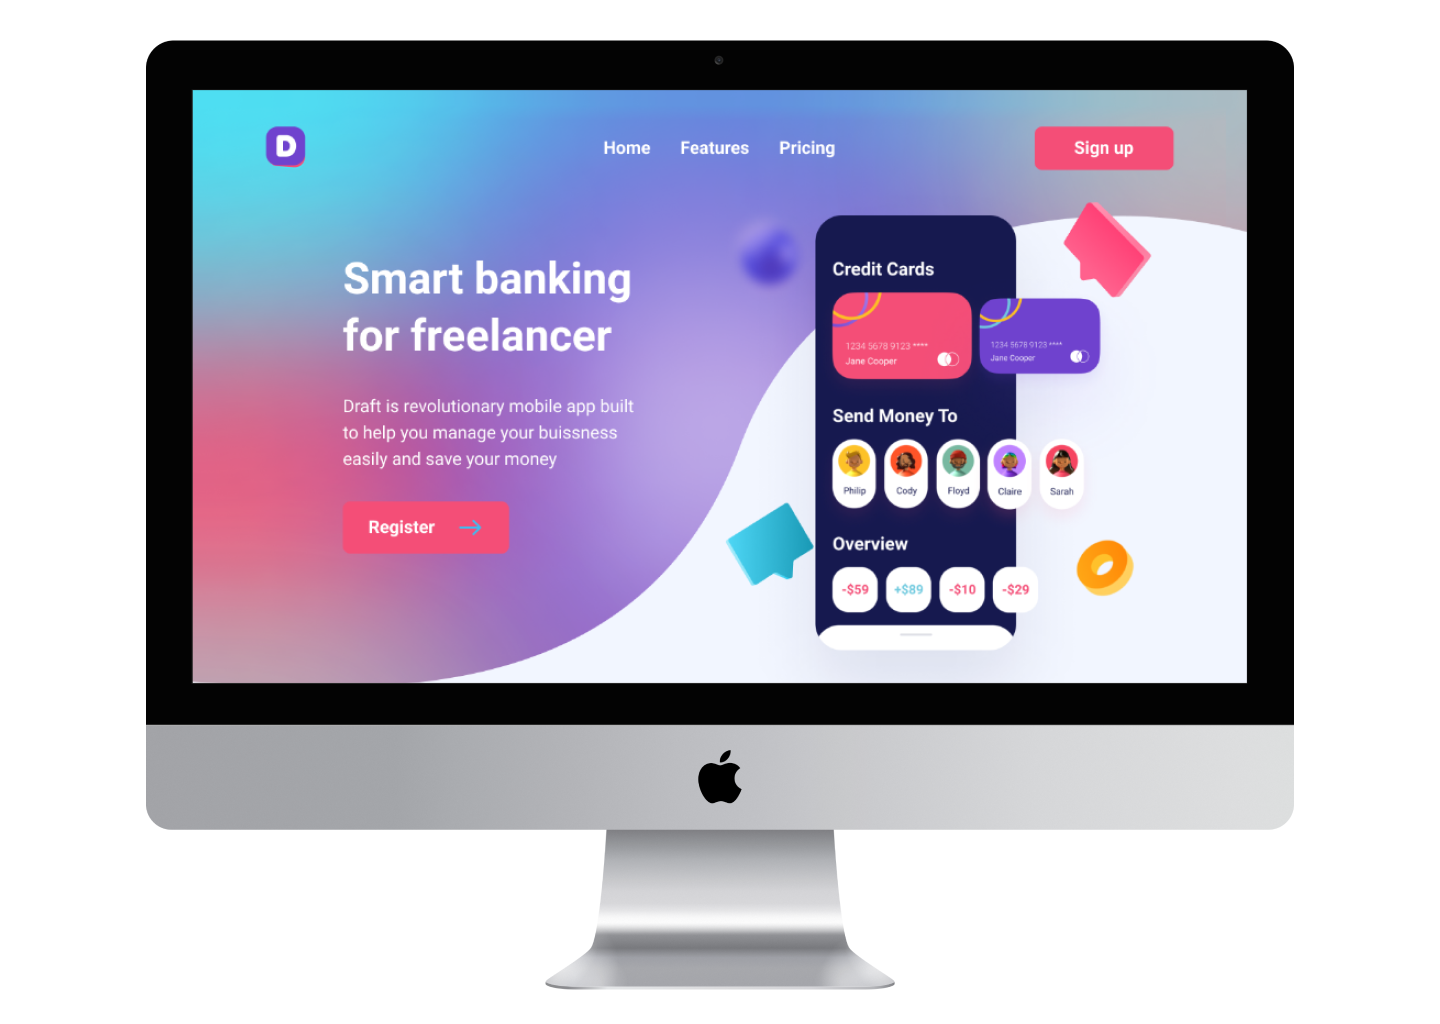 D
Home Features Pricing Sign up
Smart banking
for freelancer
Draft is revolutionary mobile app built
to help you manage your buissness
easily and save your money
Register
Credit Cards
1234 5678 9123 ****
Jane Cooper
1234 5678 9123 ****
Jane Cooper
Send Money To
Philip Cody Floyd Claire Sarah
Overview
-$59 +$89 -$10 -$29